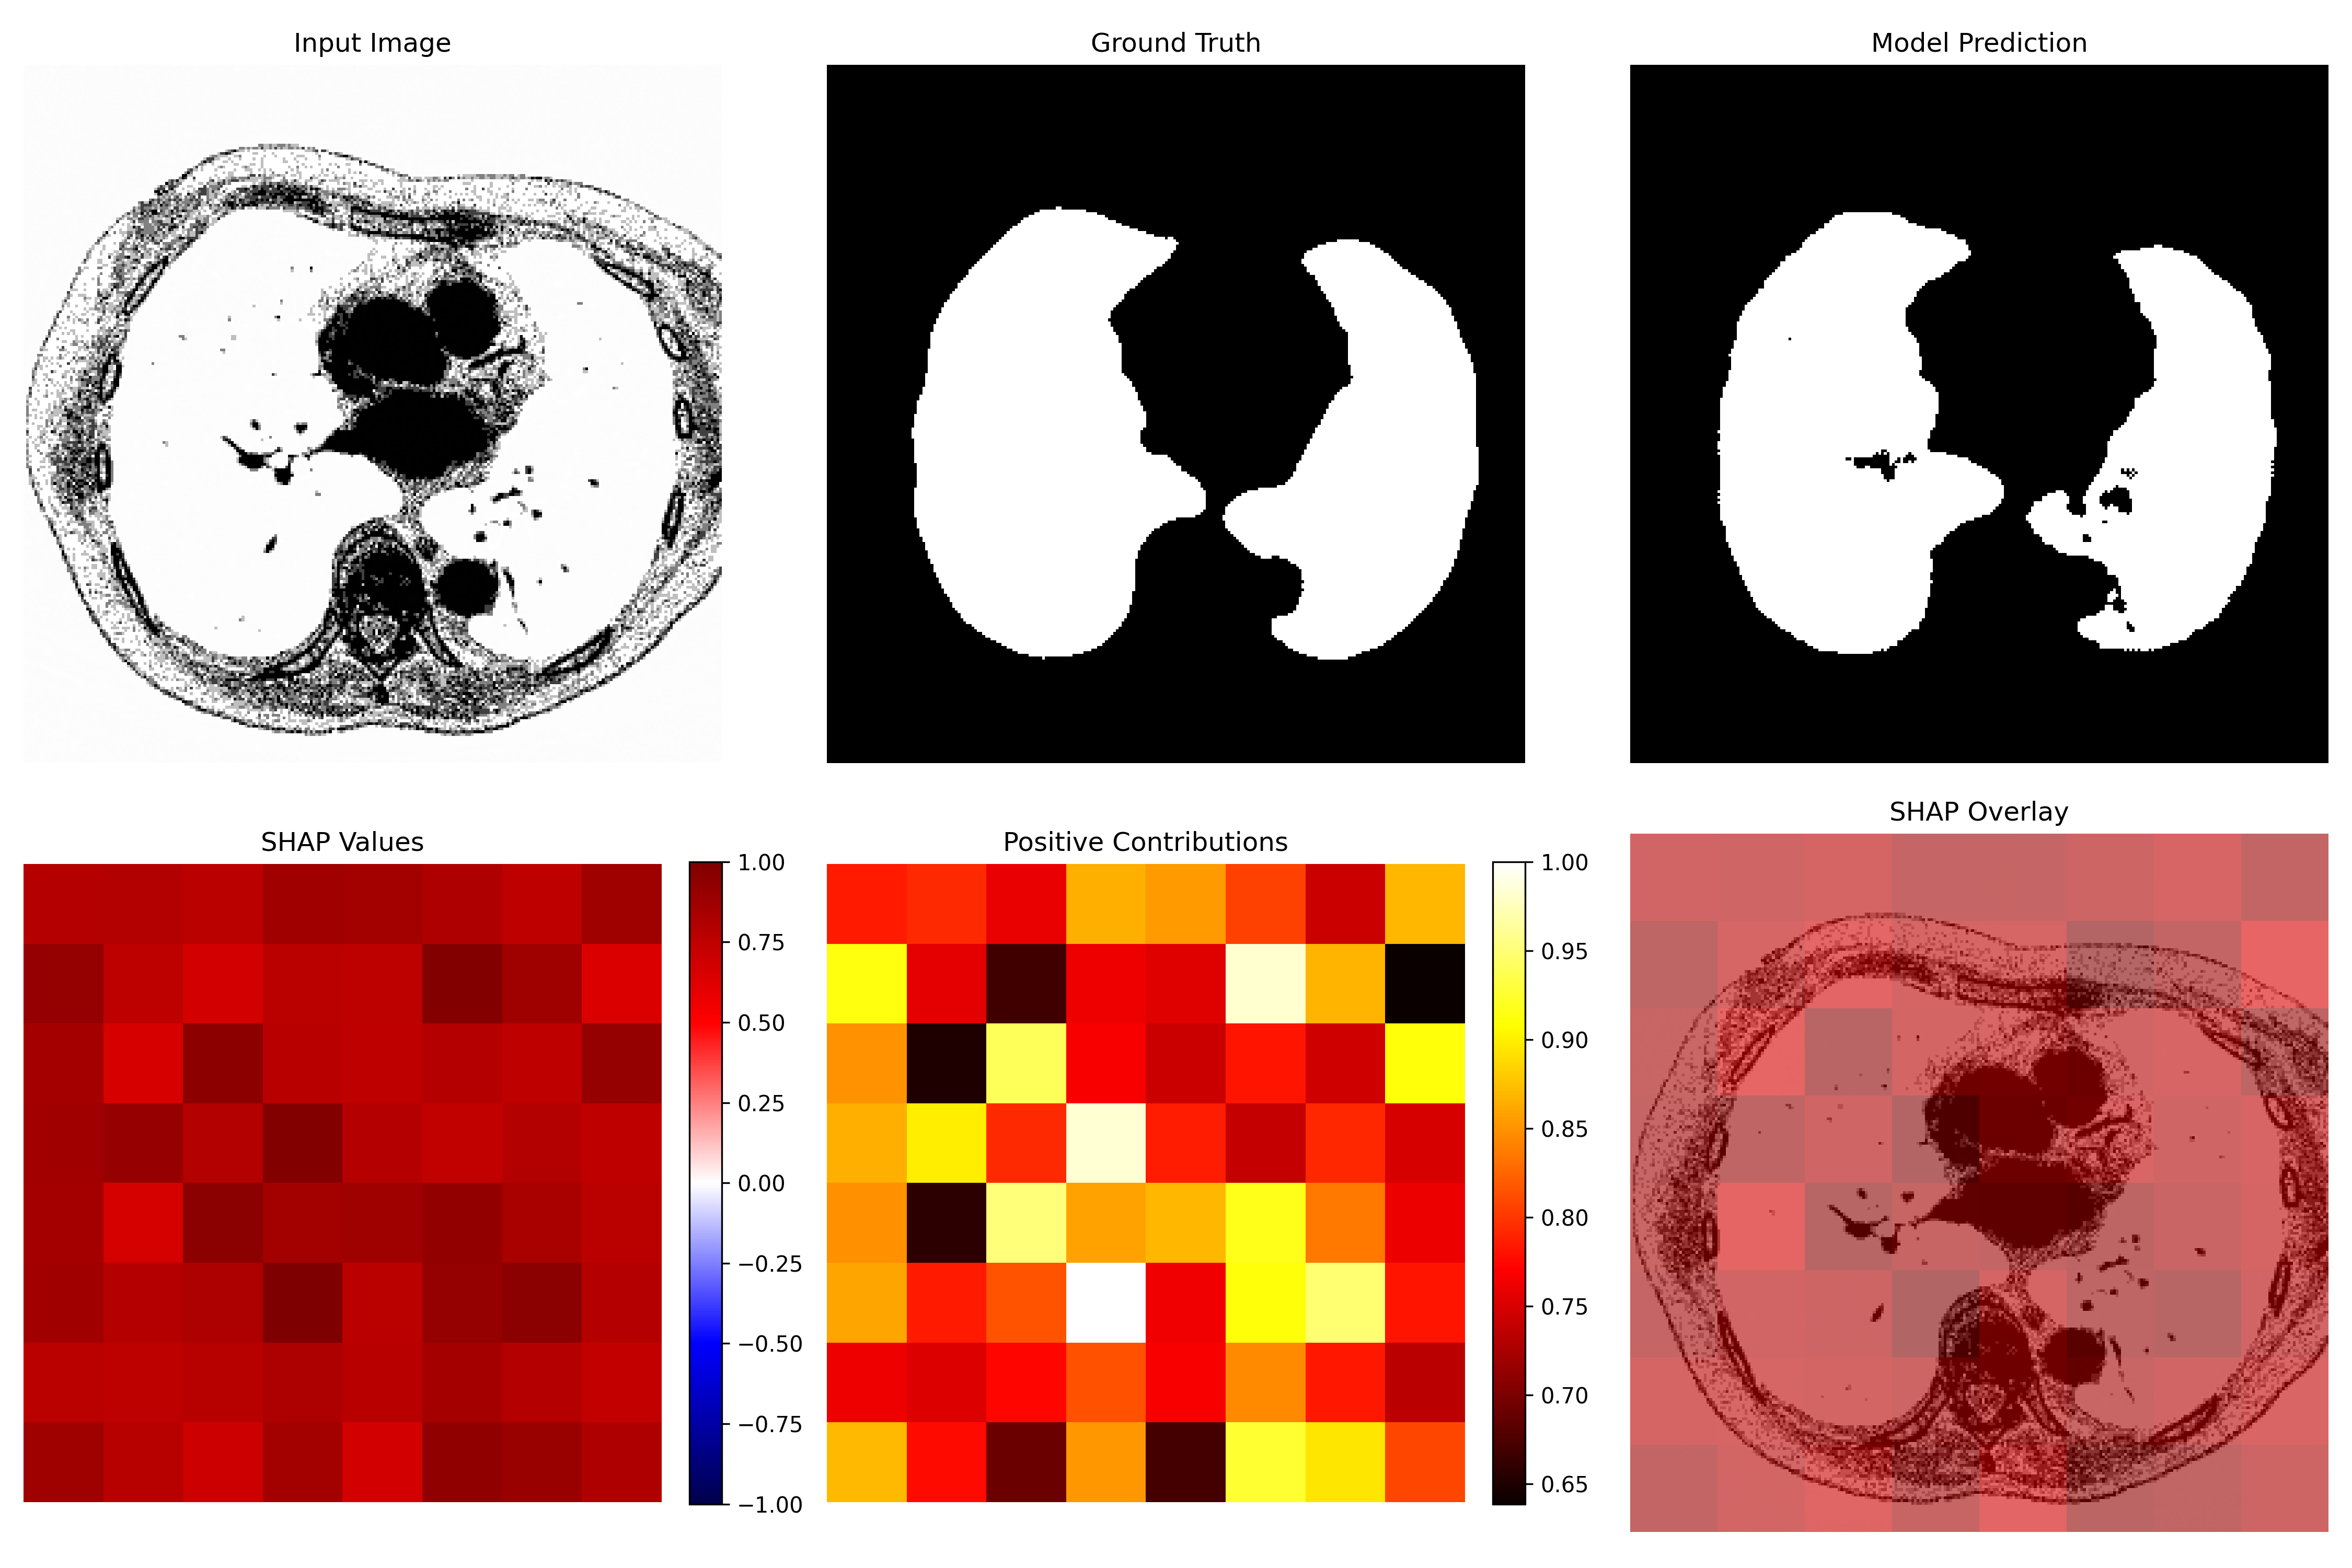 Input Image
Ground Truth
Model Prediction
SHAP Values
Positive Contributions
SHAP Overlay
1.00
0.75
0.50
0.25
0.00
−0.25
−0.50
−0.75
−1.00
1.00
0.95
0.90
0.85
0.80
0.75
0.70
0.65